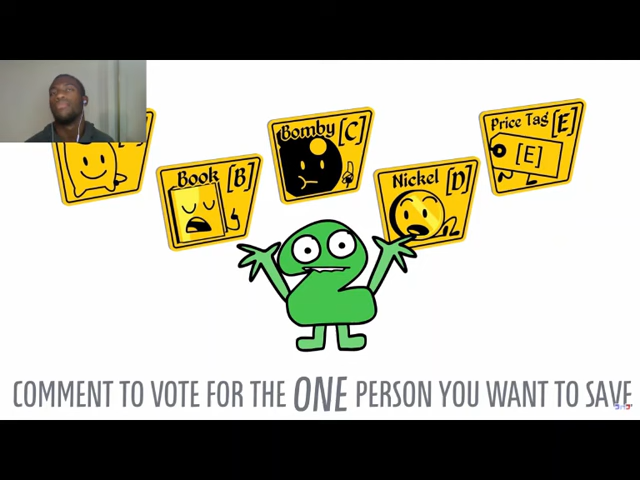 Book [B]
Bomby [C]
Nickel [D]
Price Tag [E]
[E]
COMMENT TO VOTE FOR THE ONE PERSON YOU WANT TO SAVE